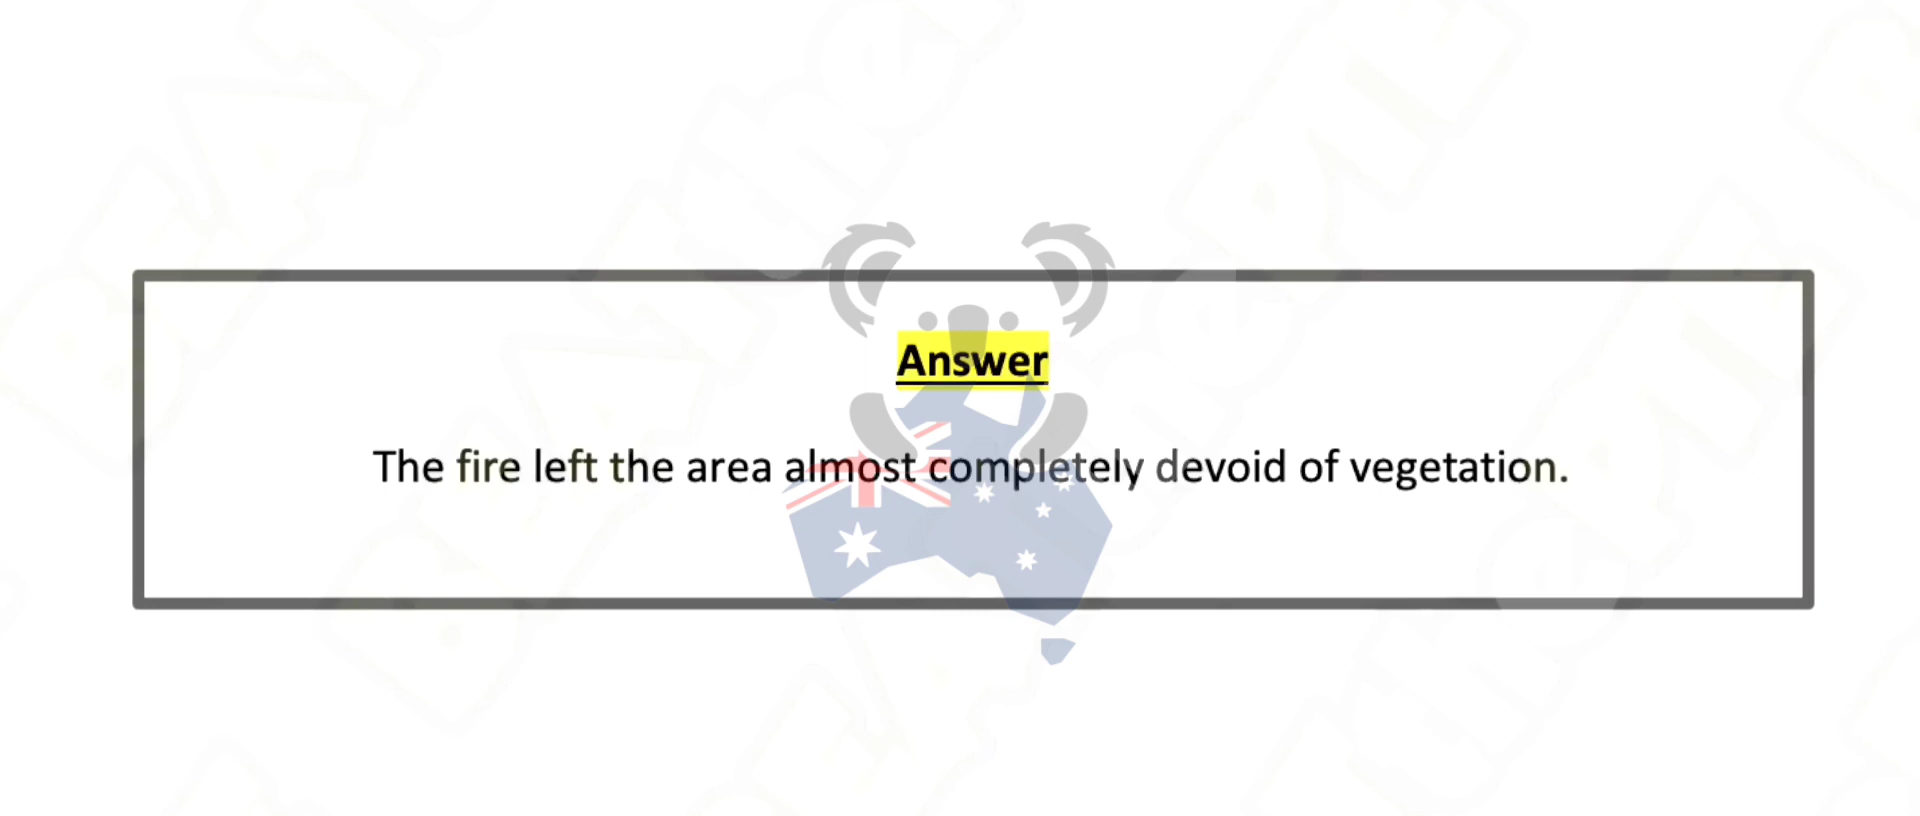 Answer
The fire left the area almost completely devoid of vegetation.